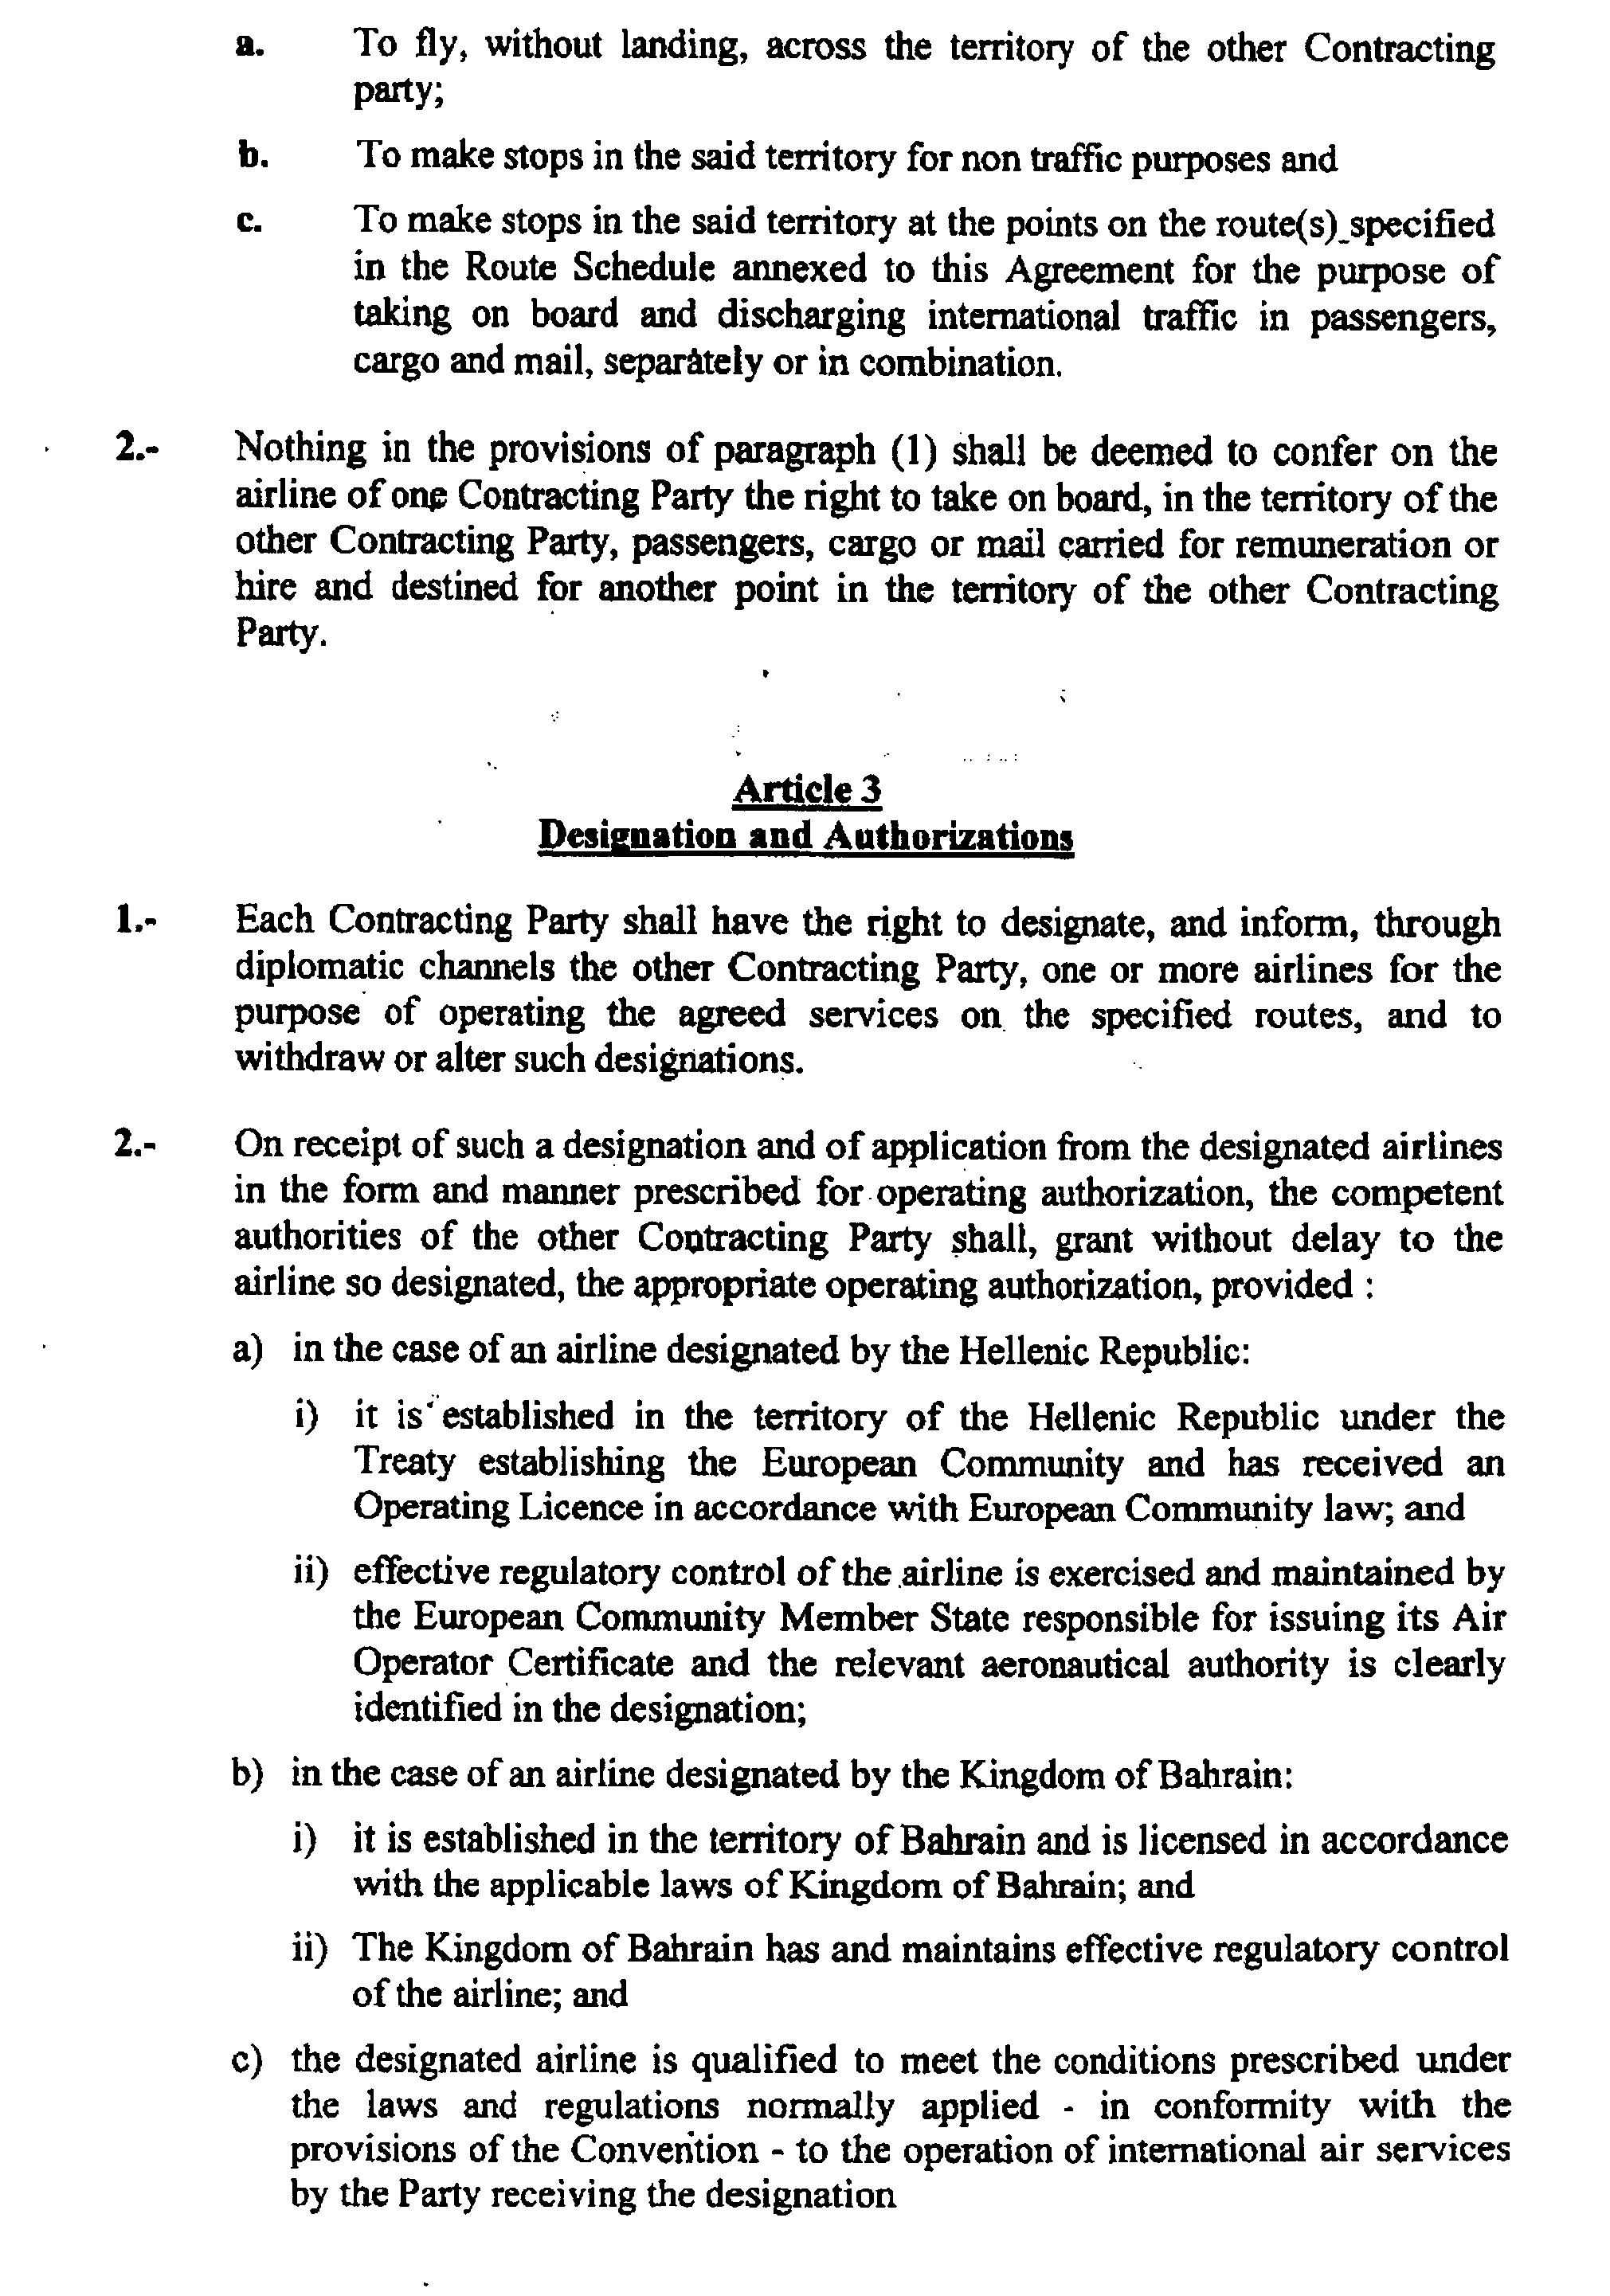 a. To fly, without landing, across the territory of the other Contracting
party;
b. To make stops in the said territory for non traffic purposes and
c. To make stops in the said territory at the points on the route(s)_specified
in the Route Schedule annexed to this Agreement for the purpose of
taking on board and discharging international traffic in passengers,
cargo and mail, separately or in combination.
2.- Nothing in the provisions of paragraph (1) shall be deemed to confer on the
airline of one Contracting Party the right to take on board, in the territory of the
other Contracting Party, passengers, cargo or mail carried for remuneration or
hire and destined for another point in the territory of the other Contracting
Party.
Article 3
Designation and Authorizations
1.- Each Contracting Party shall have the right to designate, and inform, through
diplomatic channels the other Contracting Party, one or more airlines for the
purpose of operating the agreed services on the specified routes, and to
withdraw or alter such designations.
2.- On receipt of such a designation and of application from the designated airlines
in the form and manner prescribed for operating authorization, the competent
authorities of the other Contracting Party shall, grant without delay to the
airline so designated, the appropriate operating authorization, provided :
a) in the case of an airline designated by the Hellenic Republic:
i) it is established in the territory of the Hellenic Republic under the
Treaty establishing the European Community and has received an
Operating Licence in accordance with European Community law; and
ii) effective regulatory control of the airline is exercised and maintained by
the European Community Member State responsible for issuing its Air
Operator Certificate and the relevant aeronautical authority is clearly
identified in the designation;
b) in the case of an airline designated by the Kingdom of Bahrain:
i) it is established in the territory of Bahrain and is licensed in accordance
with the applicable laws of Kingdom of Bahrain; and
ii) The Kingdom of Bahrain has and maintains effective regulatory control
of the airline; and
c) the designated airline is qualified to meet the conditions prescribed under
the laws and regulations normally applied - in conformity with the
provisions of the Convention - to the operation of international air services
by the Party receiving the designation